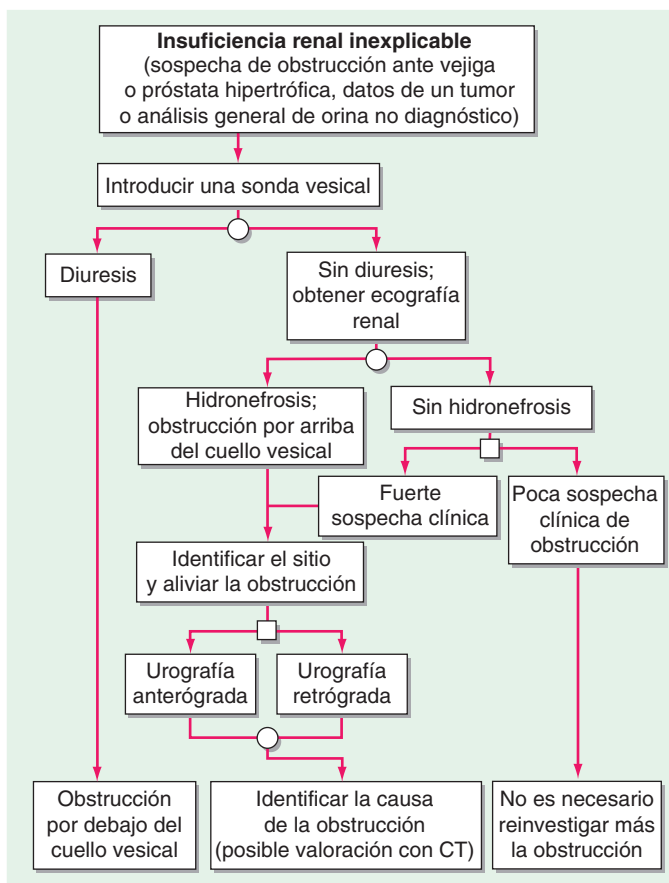 Insuficiencia renal inexplicable
(sospecha de obstrucción ante vejiga
o próstata hipertrófica, datos de un tumor
o análisis general de orina no diagnóstico)
Introducir una sonda vesical
Diuresis
Sin diuresis;
obtener ecografía
renal
Hidronefrosis;
obstrucción por arriba
del cuello vesical
Sin hidronefrosis
Fuerte
sospecha clínica
Poca sospecha
clínica de
obstrucción
Identificar el sitio
y aliviar la obstrucción
Urografía
anterógrada
Urografía
retrógrada
Obstrucción
por debajo del
cuello vesical
Identificar la causa
de la obstrucción
(posible valoración con CT)
No es necesario
reinvestigar más
la obstrucción